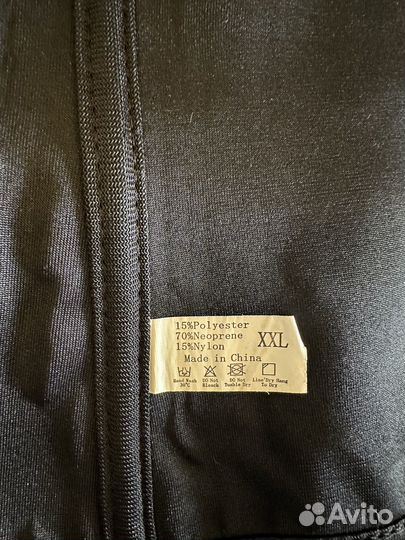 15%Polyester
70%Neoprene
15%Nylon
XXL
Made in China
Hand Wash
30°C
DO Not
Bleach
DO Not
Tumble Dry
Line Dry Hang
To Dry
Avito